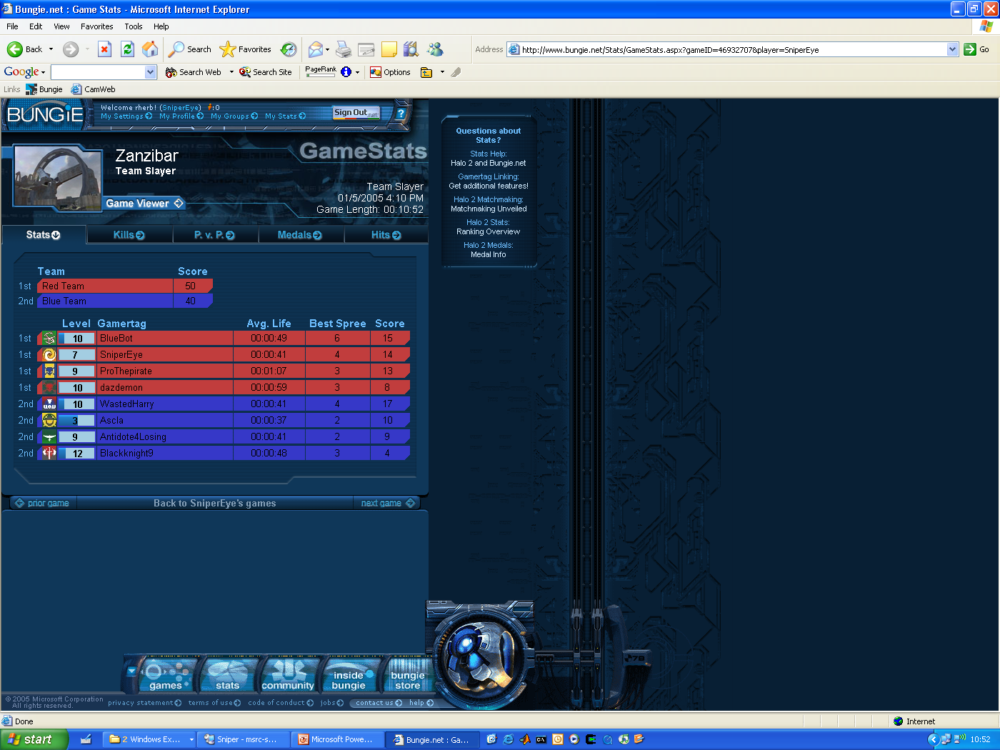 Bungie.net : Game Stats - Microsoft Internet Explorer
File Edit View Favorites Tools Help
Back Search Favorites Address http://www.bungie.net/Stats/GameStats.aspx?gameID=46932707&player=SniperEye Go
Google Search Web Search Site PageRank Options
Links Bungie CamWeb
BUNGiE
Welcome rherb! (SniperEye) :0
My Settings My Profile My Groups My Stats
Sign Out .net ?
Zanzibar
Team Slayer
GameStats
Team Slayer
01/5/2005 4:10 PM
Game Length: 00:10:52
Game Viewer
Stats Kills P. v. P. Medals Hits
Team Score
1st Red Team 50
2nd Blue Team 40
Level Gamertag Avg. Life Best Spree Score
1st 10 BlueBot 00:00:49 6 15
1st 7 SniperEye 00:00:41 4 14
1st 9 ProThepirate 00:01:07 3 13
1st 10 dazdemon 00:00:59 3 8
2nd 10 WastedHarry 00:00:41 4 17
2nd 3 Ascla 00:00:37 2 10
2nd 9 Antidote4Losing 00:00:41 2 9
2nd 12 Blackknight9 00:00:48 3 4
prior game Back to SniperEye's games next game
Questions about
Stats?
Stats Help:
Halo 2 and Bungie.net
Gamertag Linking:
Get additional features!
Halo 2 Matchmaking:
Matchmaking Unveiled
Halo 2 Stats:
Ranking Overview
Halo 2 Medals:
Medal Info
games stats community inside bungie bungie store
© 2005 Microsoft Corporation
All rights reserved.
privacy statement terms of use code of conduct jobs contact us help
Done Internet
start 2 Windows Ex... Sniper - msrc-s... Microsoft Powe... Bungie.net : Ga... 10:52